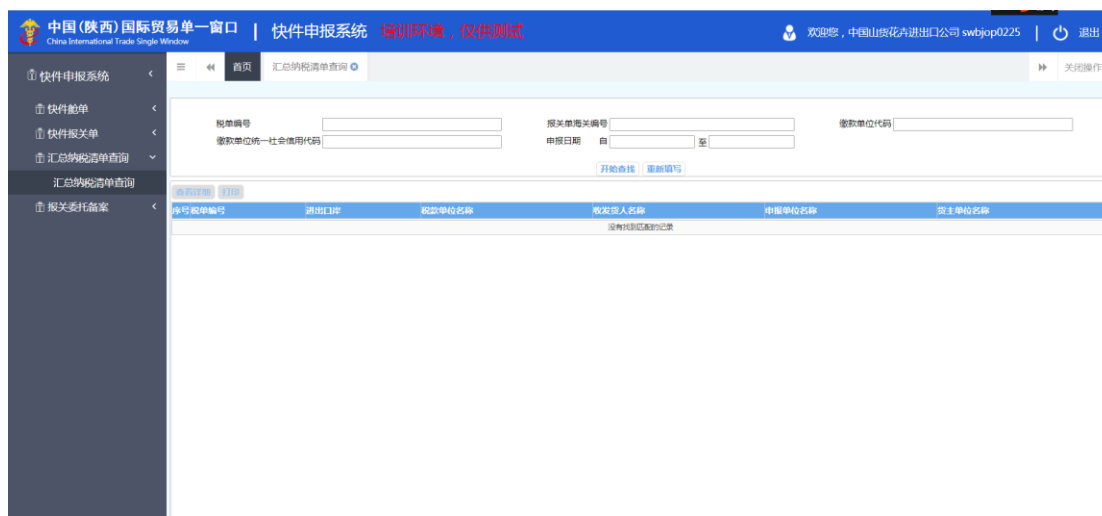 中国(陕西)国际贸易单一窗口 | 快件申报系统 培训环境，仅供测试 欢迎您，中国山货花卉进出口公司 swbjop0225 | 退出
China International Trade Single Window
快件申报系统 首页 汇总纳税清单查询 关闭操作
快件舱单
快件报关单
汇总纳税清单查询
汇总纳税清单查询
报关委托备案
税单编号 报关单海关编号 缴款单位代码
缴款单位统一社会信用代码 申报日期 自 至
开始查找 重新填写
查看详细 打印
序号 税单编号 进出口岸 税款单位名称 收发货人名称 申报单位名称 货主单位名称
没有找到匹配的记录